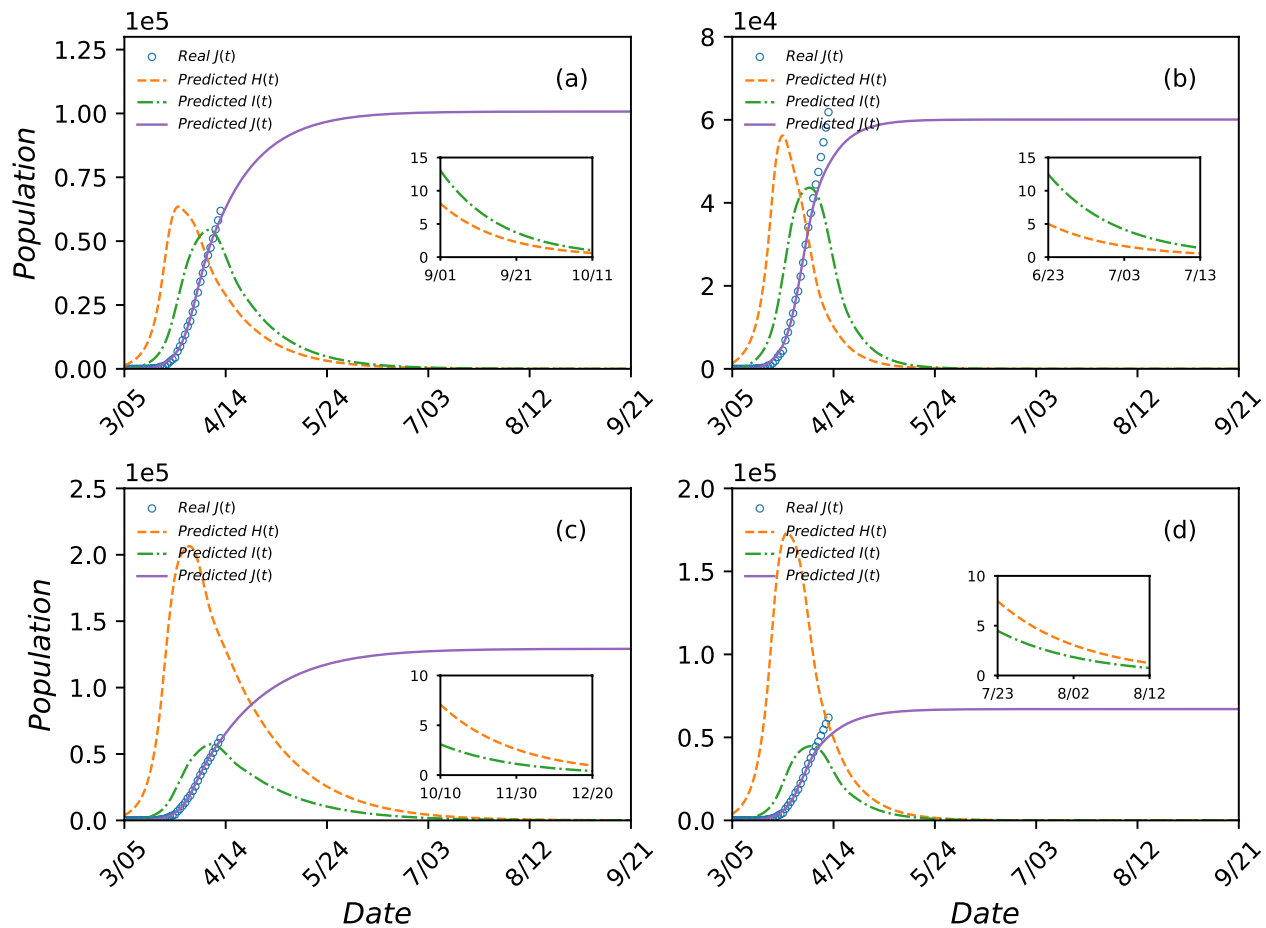 1e5
Population
1.25
1.00
0.75
0.50
0.25
0.00
Real J(t)
Predicted H(t)
Predicted I(t)
Predicted J(t)
(a)
15
10
5
0
9/01
9/21
10/11
3/05
4/14
5/24
7/03
8/12
9/21
1e4
8
6
4
2
0
Real J(t)
Predicted H(t)
Predicted I(t)
Predicted J(t)
(b)
15
10
5
0
6/23
7/03
7/13
3/05
4/14
5/24
7/03
8/12
9/21
1e5
Population
2.5
2.0
1.5
1.0
0.5
0.0
Real J(t)
Predicted H(t)
Predicted I(t)
Predicted J(t)
(c)
10
5
0
10/10
11/30
12/20
3/05
4/14
5/24
7/03
8/12
9/21
Date
1e5
2.0
1.5
1.0
0.5
0.0
Real J(t)
Predicted H(t)
Predicted I(t)
Predicted J(t)
(d)
10
5
0
7/23
8/02
8/12
3/05
4/14
5/24
7/03
8/12
9/21
Date